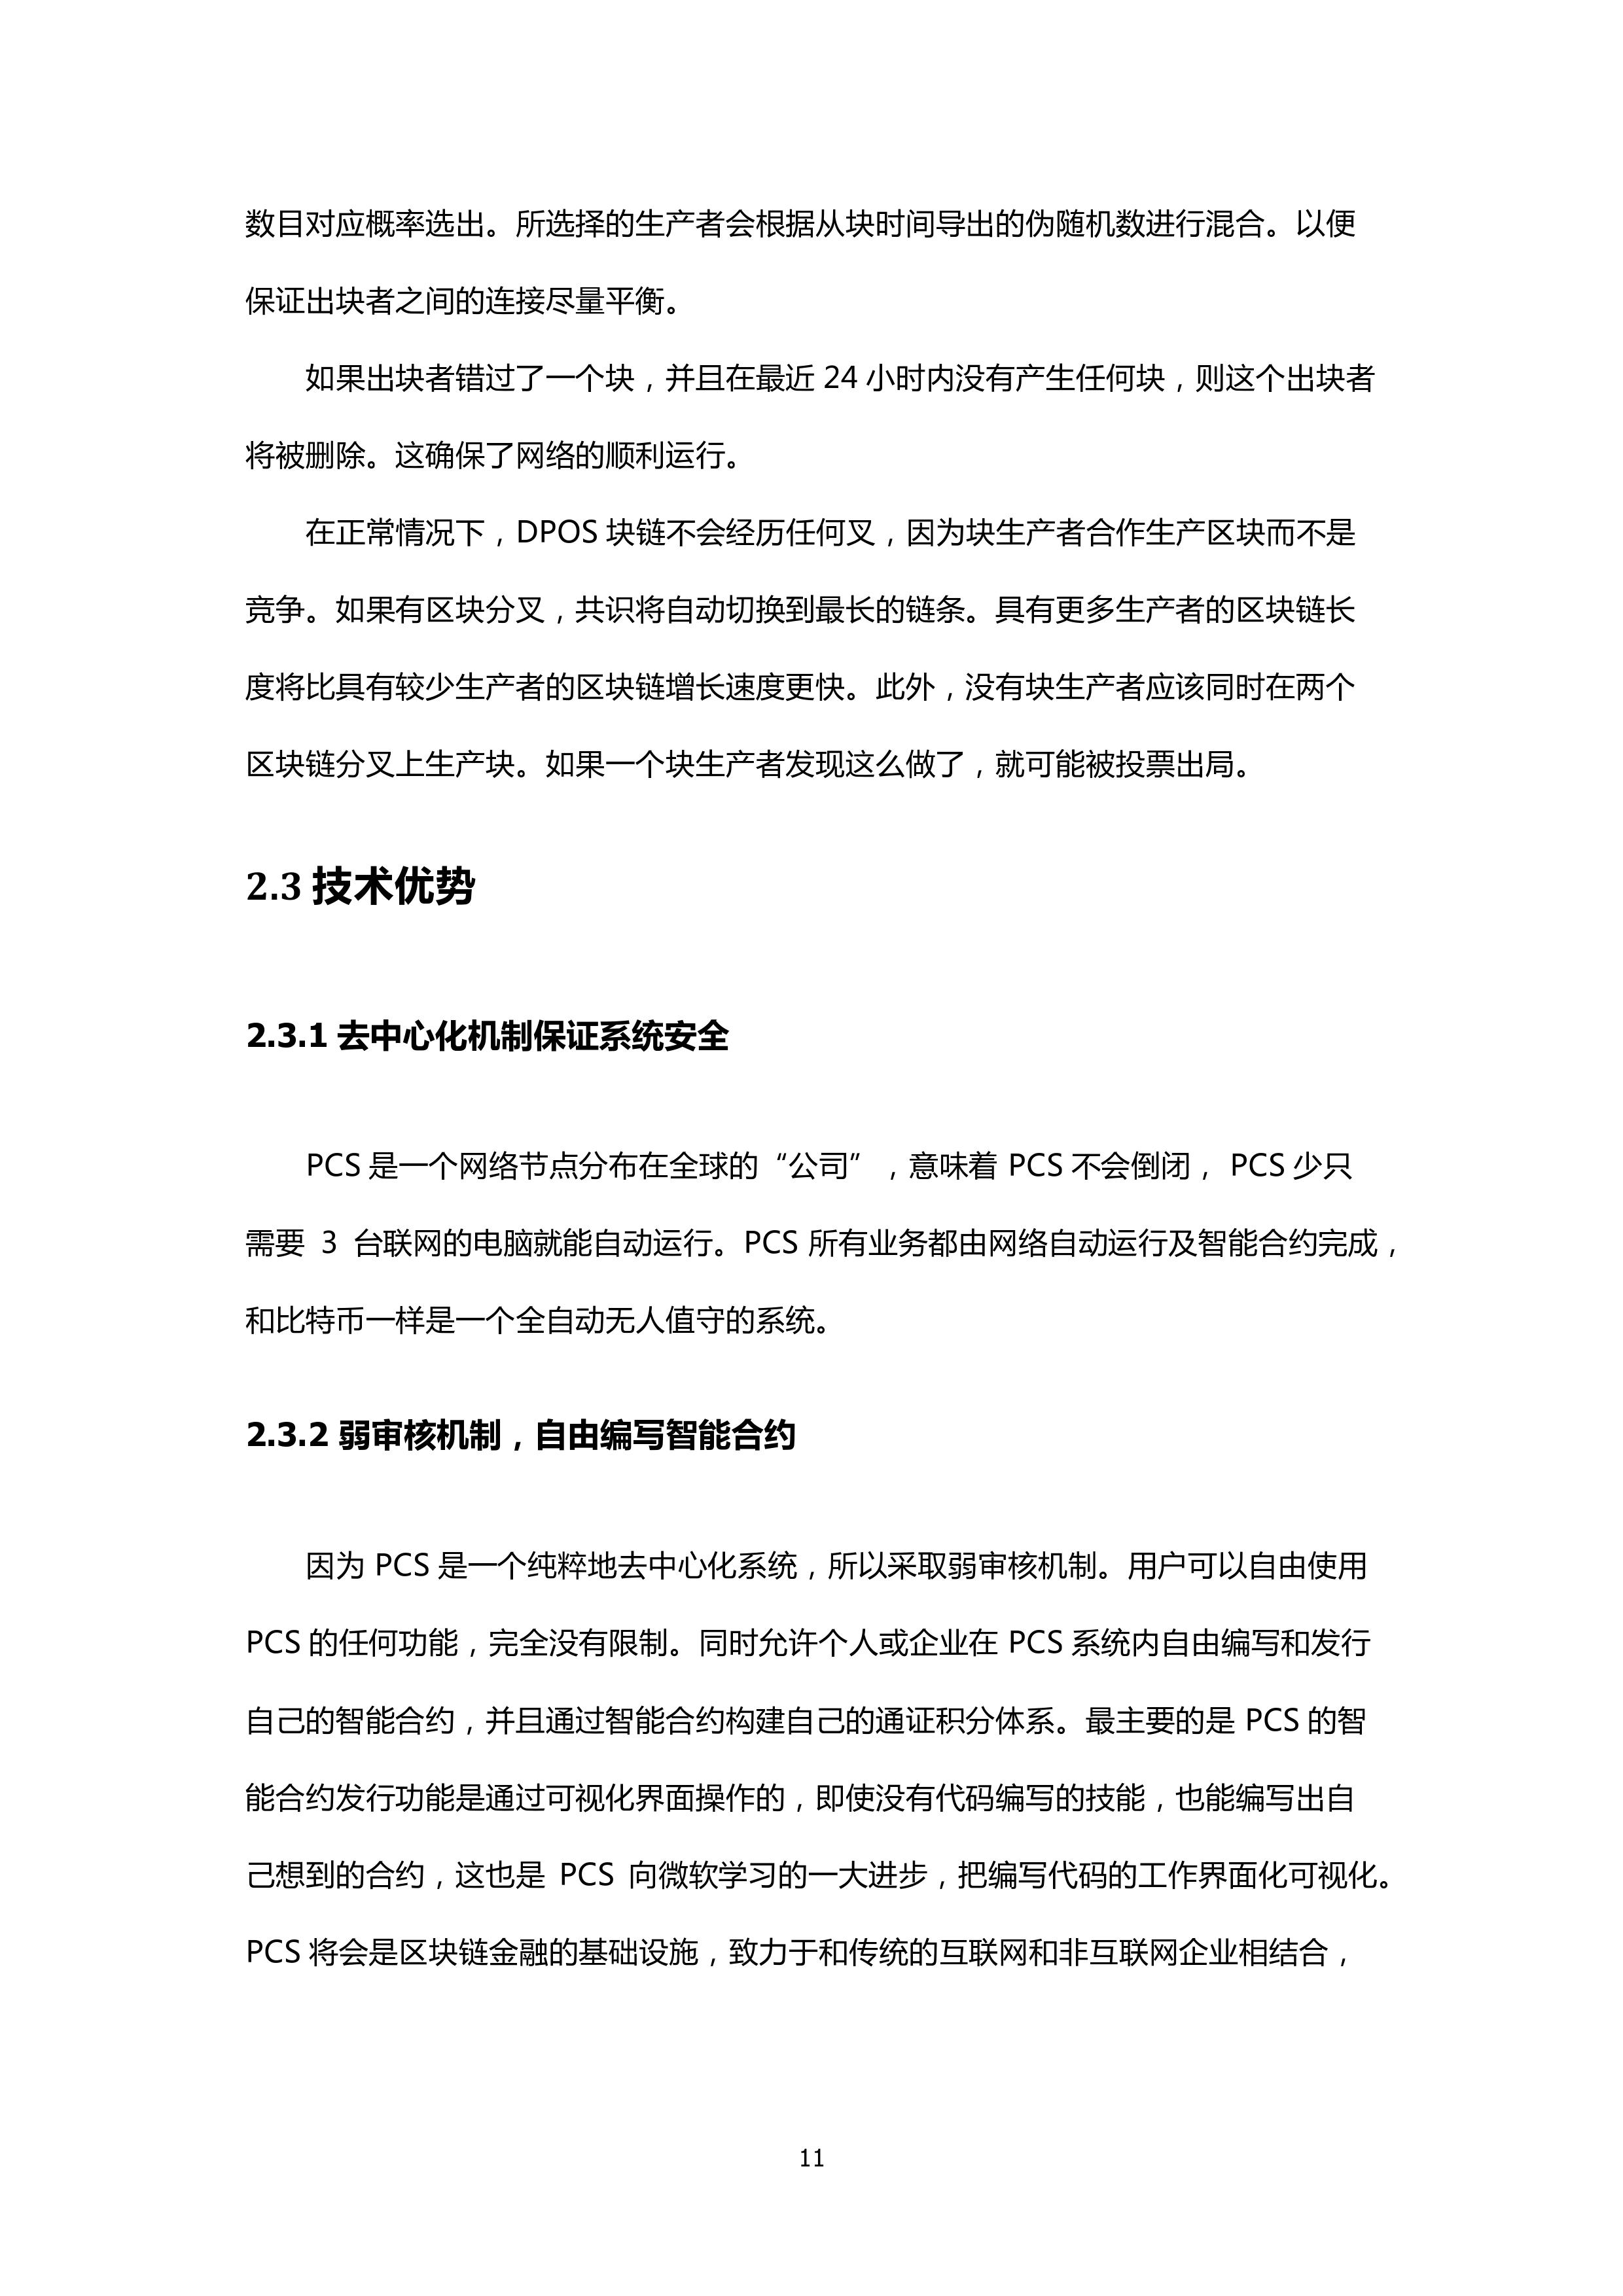 数目对应概率选出。所选择的生产者会根据从块时间导出的伪随机数进行混合。以便
保证出块者之间的连接尽量平衡。
如果出块者错过了一个块，并且在最近 24 小时内没有产生任何块，则这个出块者
将被删除。这确保了网络的顺利运行。
在正常情况下，DPOS 块链不会经历任何叉，因为块生产者合作生产区块而不是
竞争。如果有区块分叉，共识将自动切换到最长的链条。具有更多生产者的区块链长
度将比具有较少生产者的区块链增长速度更快。此外，没有块生产者应该同时在两个
区块链分叉上生产块。如果一个块生产者发现这么做了，就可能被投票出局。
2.3 技术优势
2.3.1 去中心化机制保证系统安全
PCS 是一个网络节点分布在全球的“公司”，意味着 PCS 不会倒闭， PCS 少只
需要 3 台联网的电脑就能自动运行。PCS 所有业务都由网络自动运行及智能合约完成，
和比特币一样是一个全自动无人值守的系统。
2.3.2 弱审核机制，自由编写智能合约
因为 PCS 是一个纯粹地去中心化系统，所以采取弱审核机制。用户可以自由使用
PCS 的任何功能，完全没有限制。同时允许个人或企业在 PCS 系统内自由编写和发行
自己的智能合约，并且通过智能合约构建自己的通证积分体系。最主要的是 PCS 的智
能合约发行功能是通过可视化界面操作的，即使没有代码编写的技能，也能编写出自
己想到的合约，这也是 PCS 向微软学习的一大进步，把编写代码的工作界面化可视化。
PCS 将会是区块链金融的基础设施，致力于和传统的互联网和非互联网企业相结合，
11